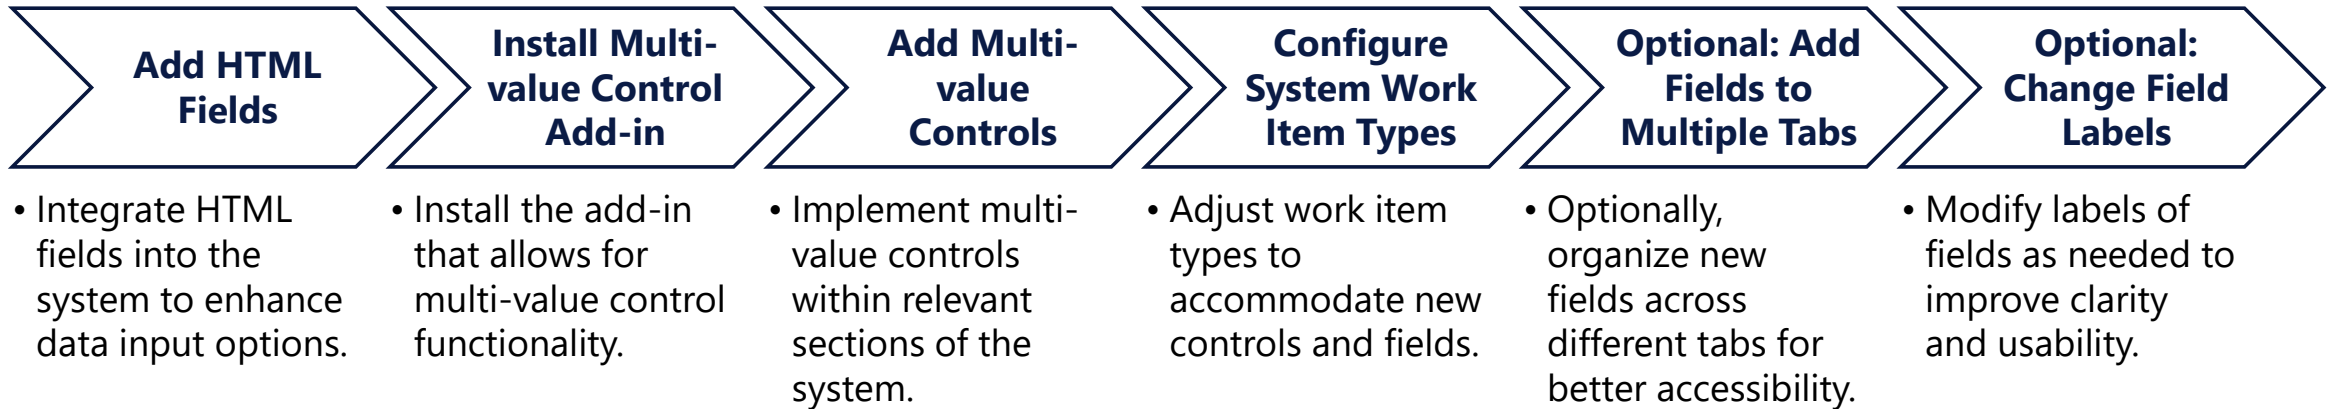 Add HTML
Fields
• Integrate HTML
fields into the
system to enhance
data input options.
Install Multi-
value Control
Add-in
• Install the add-in
that allows for
multi-value control
functionality.
Add Multi-
value
Controls
• Implement multi-
value controls
within relevant
sections of the
system.
Configure
System Work
Item Types
• Adjust work item
types to
accommodate new
controls and fields.
Optional: Add
Fields to
Multiple Tabs
• Optionally,
organize new
fields across
different tabs for
better accessibility.
Optional:
Change Field
Labels
• Modify labels of
fields as needed to
improve clarity
and usability.